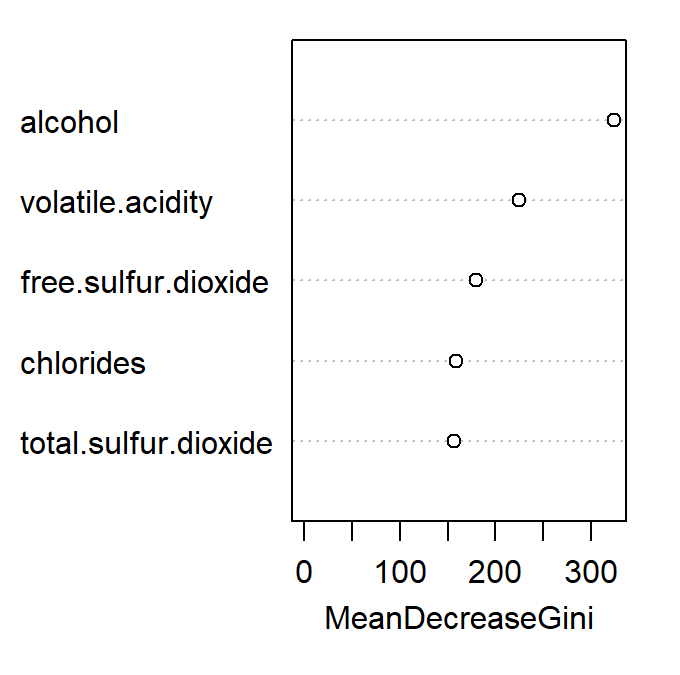 alcohol
volatile.acidity
free.sulfur.dioxide
chlorides
total.sulfur.dioxide
0 100 200 300
MeanDecreaseGini